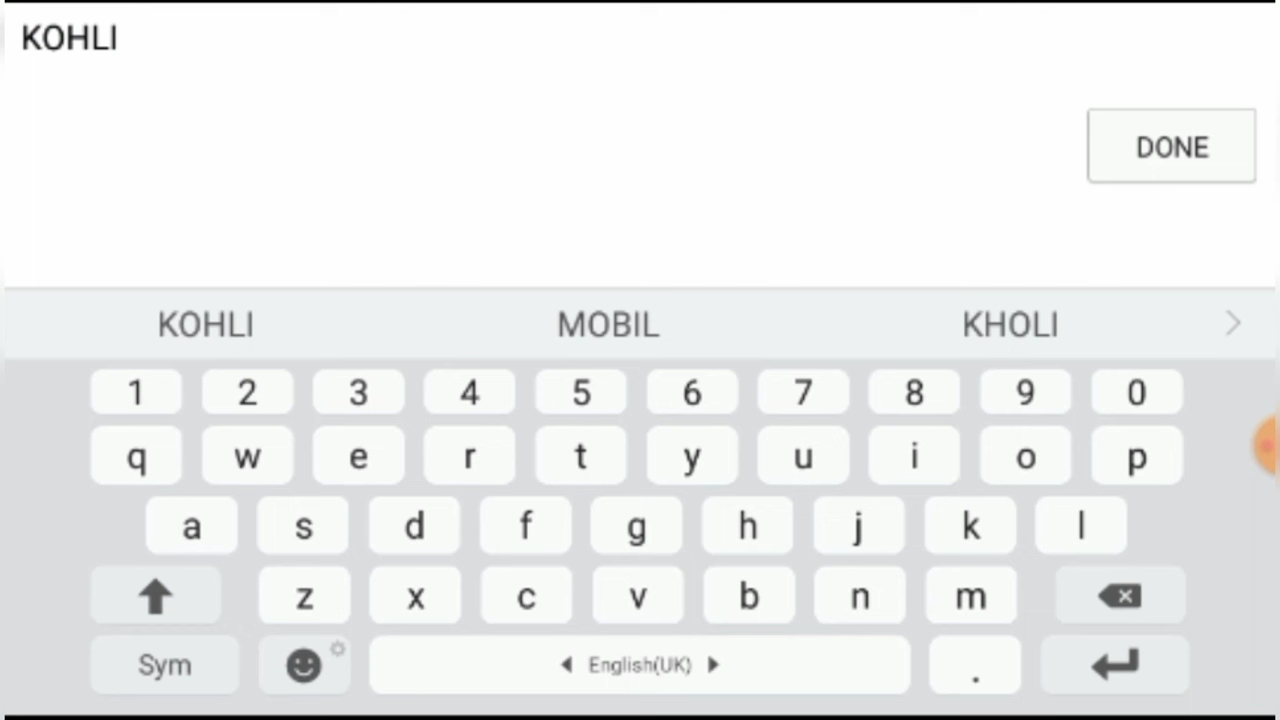 KOHLI
DONE
KOHLI MOBIL KHOLI
1 2 3 4 5 6 7 8 9 0
q w e r t y u i o p
a s d f g h j k l
z x c v b n m
Sym English(UK) .